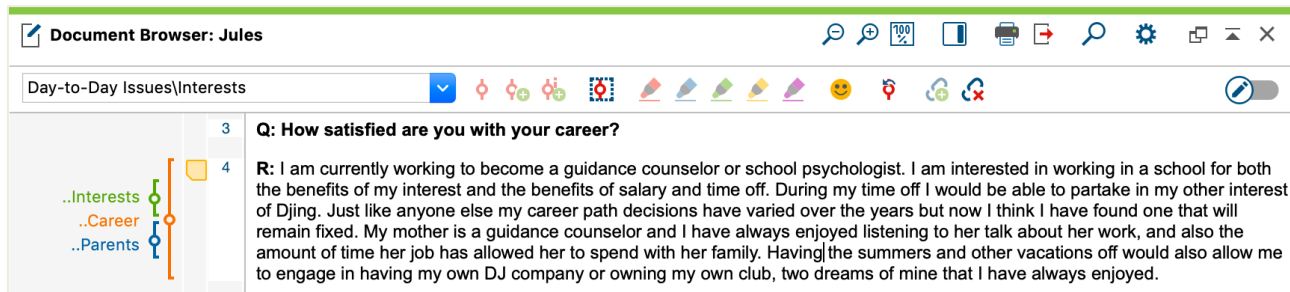 Document Browser: Jules
100
%
Day-to-Day Issues\Interests
3 Q: How satisfied are you with your career?
4 R: I am currently working to become a guidance counselor or school psychologist. I am interested in working in a school for both
the benefits of my interest and the benefits of salary and time off. During my time off I would be able to partake in my other interest
..Interests
of Djing. Just like anyone else my career path decisions have varied over the years but now I think I have found one that will
..Career
remain fixed. My mother is a guidance counselor and I have always enjoyed listening to her talk about her work, and also the
..Parents
amount of time her job has allowed her to spend with her family. Having the summers and other vacations off would also allow me
to engage in having my own DJ company or owning my own club, two dreams of mine that I have always enjoyed.